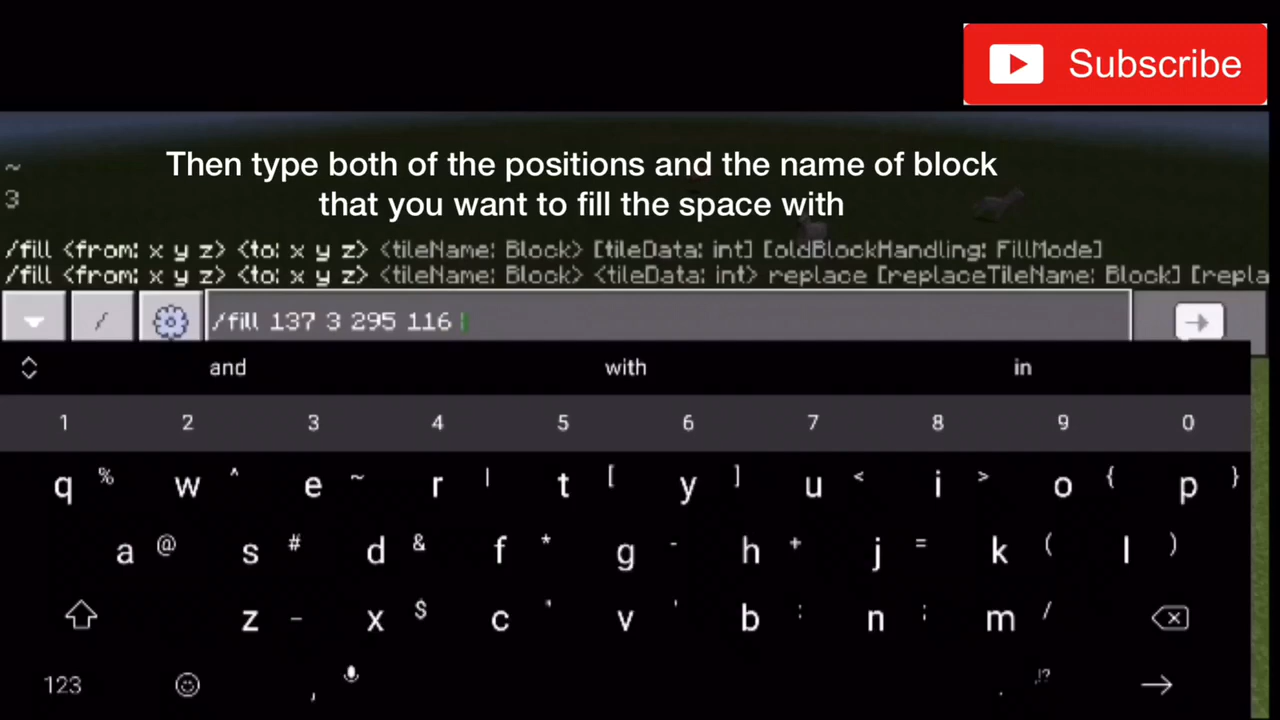 Subscribe
Then type both of the positions and the name of block
that you want to fill the space with
~
3
/fill <from: x y z> <to: x y z> <tileName: Block> [tileData: int] [oldBlockHandling: FillMode]
/fill <from: x y z> <to: x y z> <tileName: Block> <tileData: int> replace [replaceTileName: Block] [repla
/
/fill 137 3 295 116
and with in
1 2 3 4 5 6 7 8 9 0
q % w ^ e ~ r | t [ y ] u < i > o { p }
a @ s # d & f * g - h + j = k ( l )
z _ x $ c " v ' b : n ; m /
123 , . ,!?